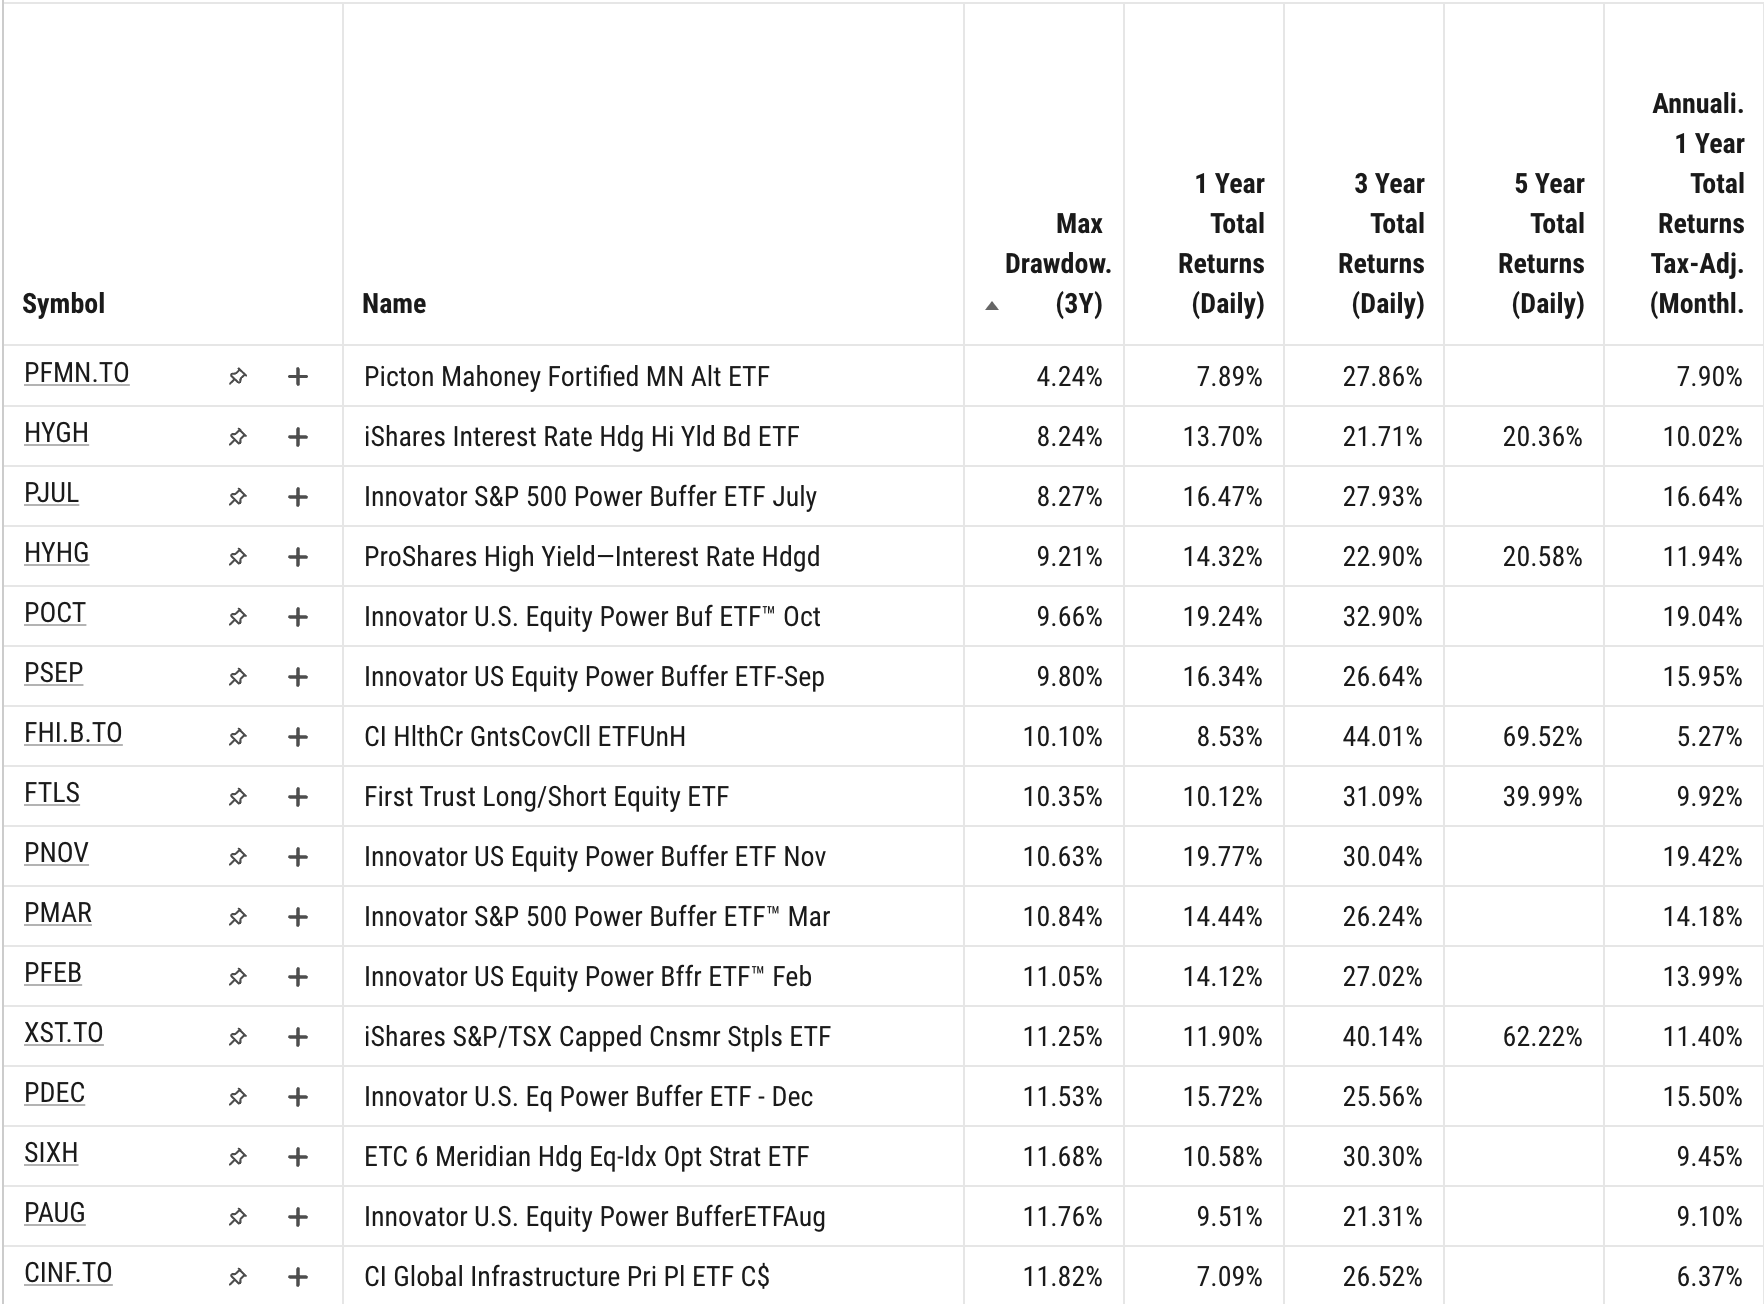 Symbol
Name
Max Drawdow. (3Y)
1 Year Total Returns (Daily)
3 Year Total Returns (Daily)
5 Year Total Returns (Daily)
Annuali. 1 Year Total Returns Tax-Adj. (Monthl.
PFMN.TO Picton Mahoney Fortified MN Alt ETF 4.24% 7.89% 27.86% 7.90%
HYGH iShares Interest Rate Hdg Hi Yld Bd ETF 8.24% 13.70% 21.71% 20.36% 10.02%
PJUL Innovator S&P 500 Power Buffer ETF July 8.27% 16.47% 27.93% 16.64%
HYHG ProShares High Yield—Interest Rate Hdgd 9.21% 14.32% 22.90% 20.58% 11.94%
POCT Innovator U.S. Equity Power Buf ETF™ Oct 9.66% 19.24% 32.90% 19.04%
PSEP Innovator US Equity Power Buffer ETF-Sep 9.80% 16.34% 26.64% 15.95%
FHI.B.TO CI HlthCr GntsCovCll ETFUnH 10.10% 8.53% 44.01% 69.52% 5.27%
FTLS First Trust Long/Short Equity ETF 10.35% 10.12% 31.09% 39.99% 9.92%
PNOV Innovator US Equity Power Buffer ETF Nov 10.63% 19.77% 30.04% 19.42%
PMAR Innovator S&P 500 Power Buffer ETF™ Mar 10.84% 14.44% 26.24% 14.18%
PFEB Innovator US Equity Power Bffr ETF™ Feb 11.05% 14.12% 27.02% 13.99%
XST.TO iShares S&P/TSX Capped Cnsmr Stpls ETF 11.25% 11.90% 40.14% 62.22% 11.40%
PDEC Innovator U.S. Eq Power Buffer ETF - Dec 11.53% 15.72% 25.56% 15.50%
SIXH ETC 6 Meridian Hdg Eq-Idx Opt Strat ETF 11.68% 10.58% 30.30% 9.45%
PAUG Innovator U.S. Equity Power BufferETFAug 11.76% 9.51% 21.31% 9.10%
CINF.TO CI Global Infrastructure Pri Pl ETF C$ 11.82% 7.09% 26.52% 6.37%